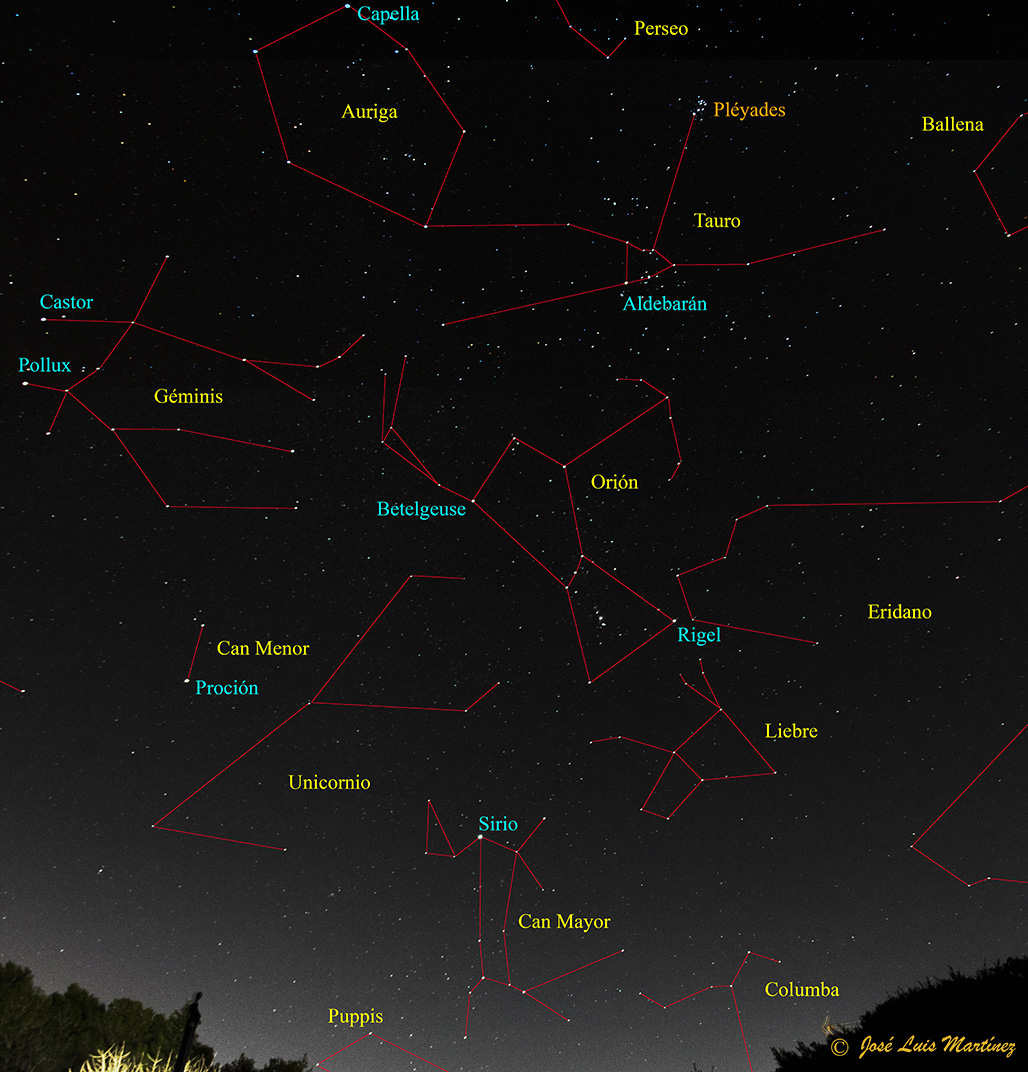 Capella
Perseo
Auriga
Pléyades
Ballena
Tauro
Castor
Aldebarán
Pollux
Géminis
Orión
Betelgeuse
Eridano
Rigel
Can Menor
Proción
Liebre
Unicornio
Sirio
Can Mayor
Columba
Puppis
© José Luis Martínez